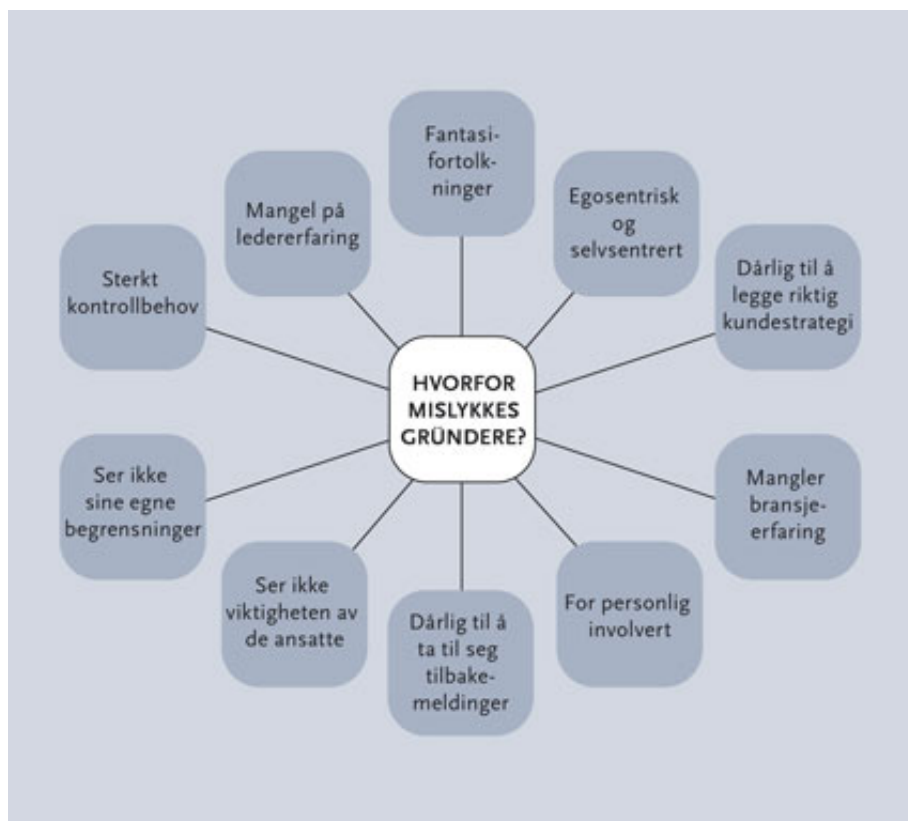 Fantasi-
fortolk-
ninger
Mangel på
ledererfaring
Egosentrisk
og
selvsentrert
Sterkt
kontrollbehov
Dårlig til å
legge riktig
kundestrategi
HVORFOR
MISLYKKES
GRÜNDERE?
Ser ikke
sine egne
begrensninger
Mangler
bransje-
erfaring
Ser ikke
viktigheten av
de ansatte
Dårlig til å
ta til seg
tilbake-
meldinger
For personlig
involvert